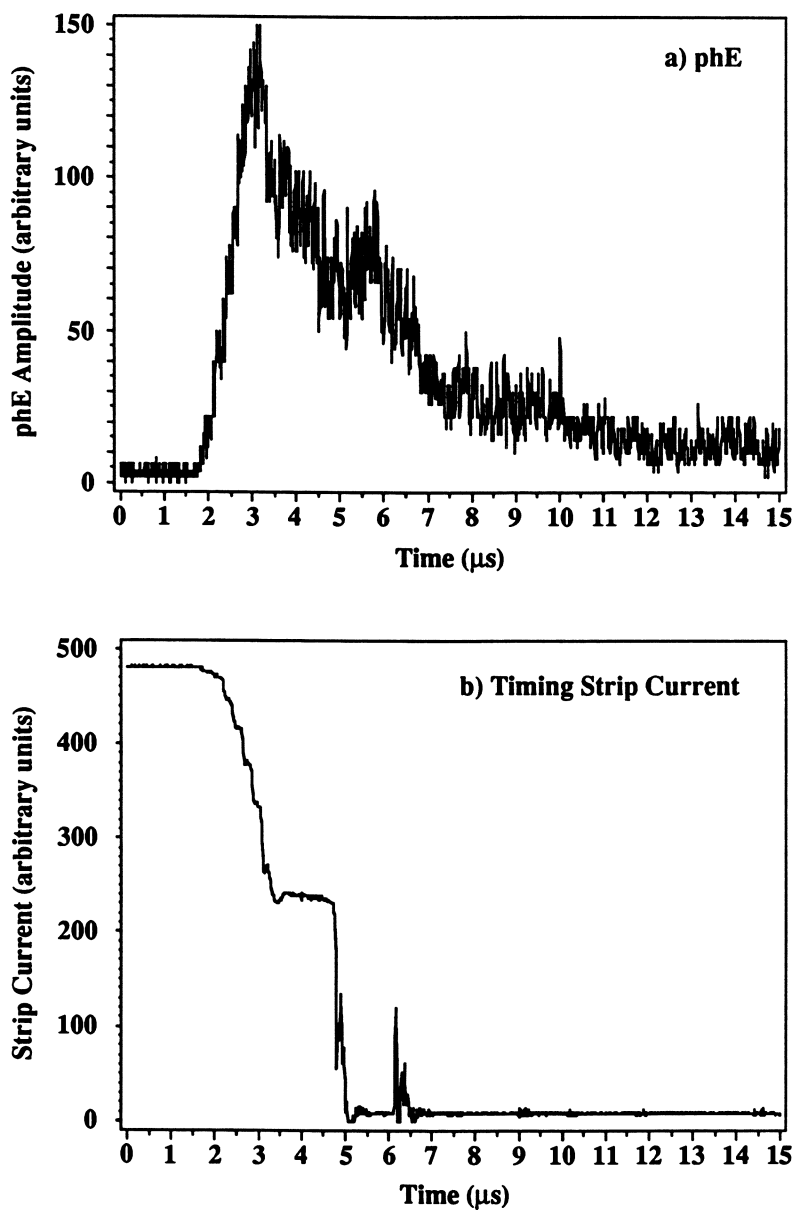 150
a) phE
100
50
0
phE Amplitude (arbitrary units)
0 1 2 3 4 5 6 7 8 9 10 11 12 13 14 15
Time (μs)
500
b) Timing Strip Current
400
300
200
100
0
Strip Current (arbitrary units)
0 1 2 3 4 5 6 7 8 9 10 11 12 13 14 15
Time (μs)